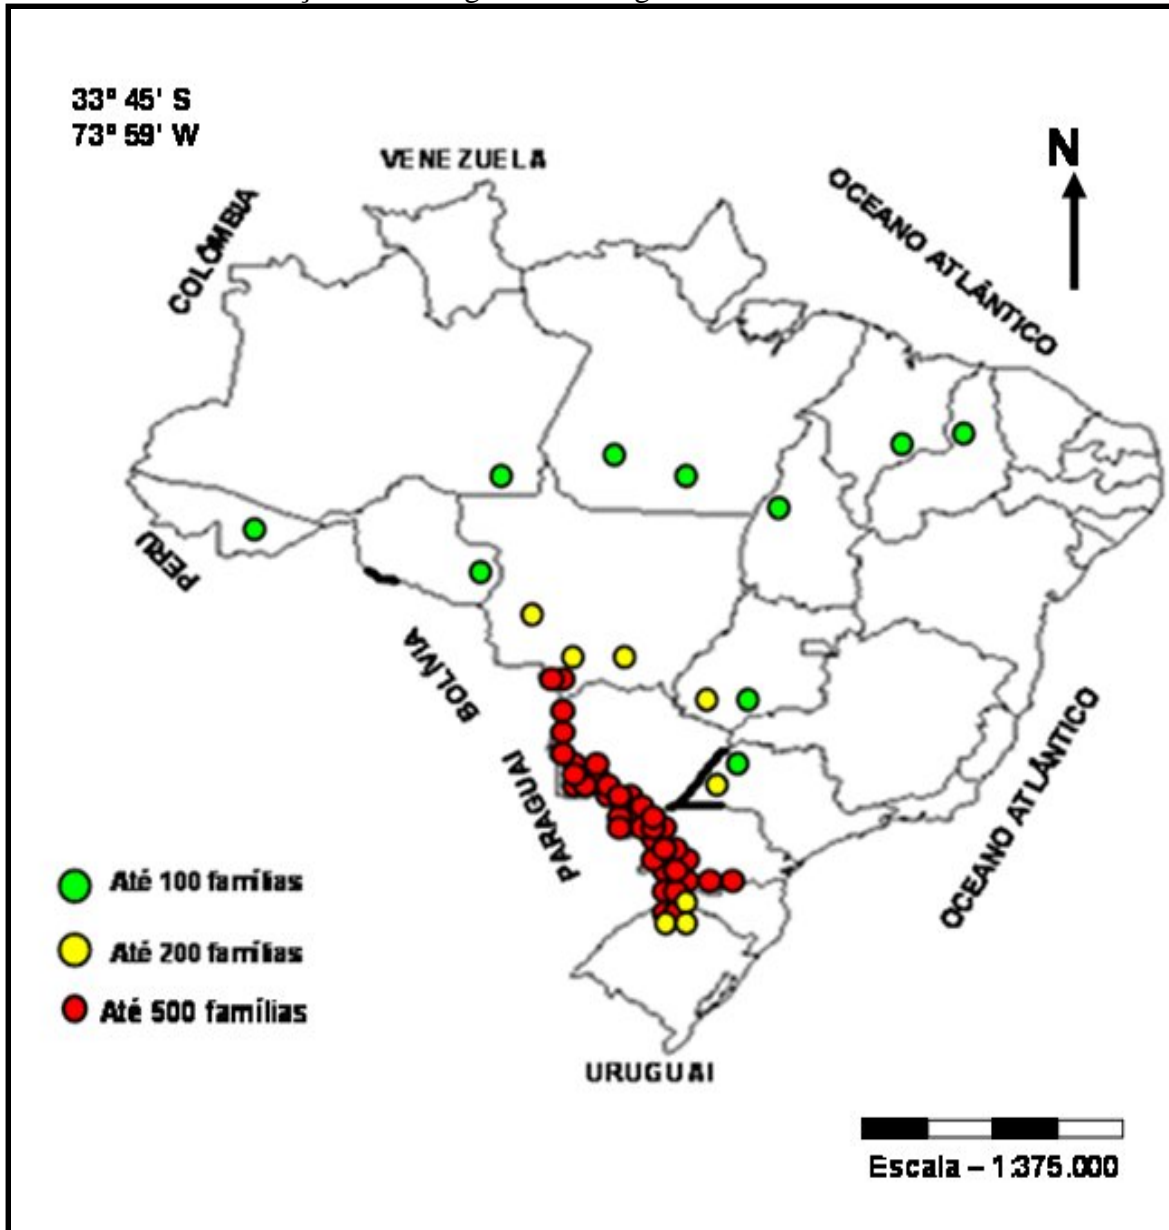 33° 45' S
73° 59' W
N
VENEZUELA
COLÔMBIA
OCEANO ATLÂNTICO
PERU
BOLÍVIA
PARAGUAI
OCEANO ATLÂNTICO
Até 100 famílias
Até 200 famílias
Até 500 famílias
URUGUAI
Escala – 1:375.000